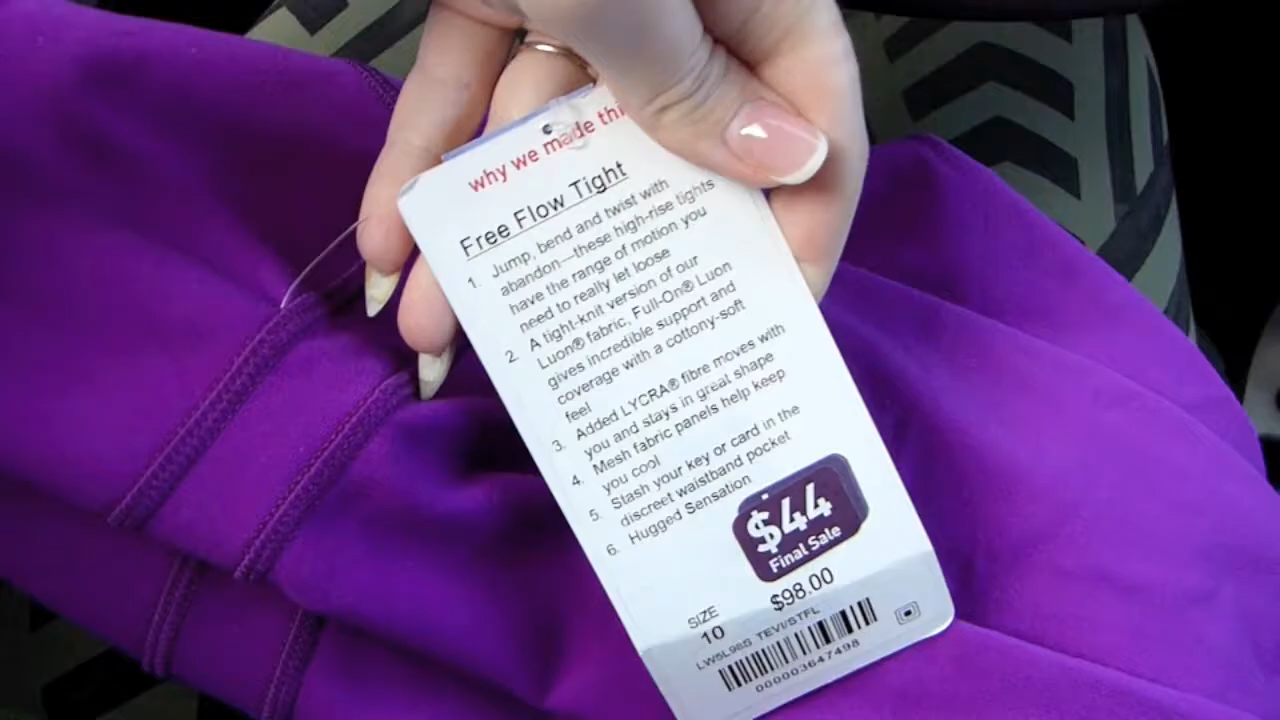 why we made thi
Free Flow Tight
1. Jump, bend and twist with
abandon—these high-rise tights
have the range of motion you
need to really let loose
2. A tight-knit version of our
Luon® fabric, Full-On® Luon
gives incredible support and
coverage with a cottony-soft
feel
3. Added LYCRA® fibre moves with
you and stays in great shape
4. Mesh fabric panels help keep
you cool
5. Stash your key or card in the
discreet waistband pocket
6. Hugged Sensation
$44
Final Sale
$98.00
SIZE
10
LW5L98S TEVI/STFL
000003647498